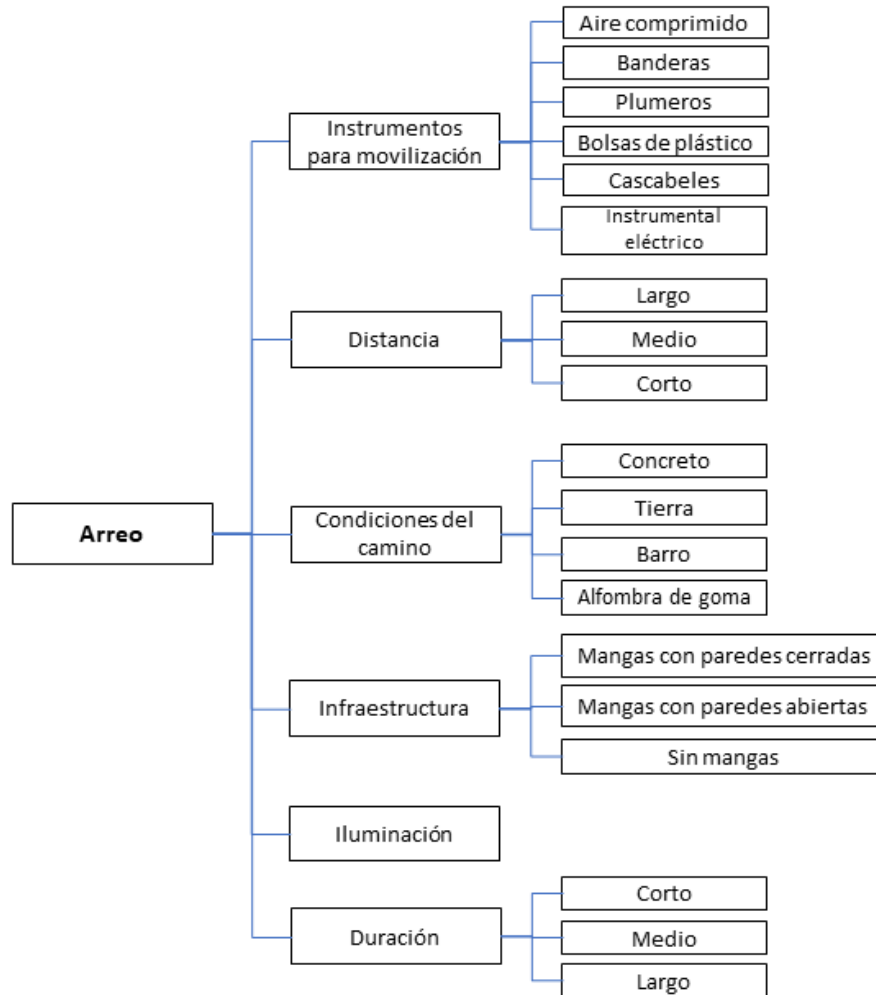 Arreo
Instrumentos
para movilización
Aire comprimido
Banderas
Plumeros
Bolsas de plástico
Cascabeles
Instrumental
eléctrico
Distancia
Largo
Medio
Corto
Condiciones del
camino
Concreto
Tierra
Barro
Alfombra de goma
Infraestructura
Mangas con paredes cerradas
Mangas con paredes abiertas
Sin mangas
Iluminación
Duración
Corto
Medio
Largo